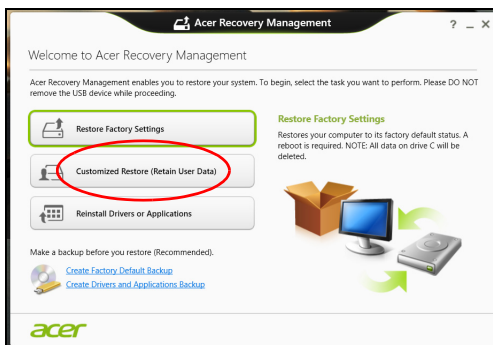 Acer Recovery Management
Welcome to Acer Recovery Management
Acer Recovery Management enables you to restore your system. To begin, select the task you want to perform. Please DO NOT
remove the USB device while proceeding.
Restore Factory Settings
Customized Restore (Retain User Data)
Reinstall Drivers or Applications
Restore Factory Settings
Restores your computer to its factory default status. A
reboot is required. NOTE: All data on drive C will be
deleted.
Make a backup before you restore (Recommended).
Create Factory Default Backup
Create Drivers and Applications Backup
acer